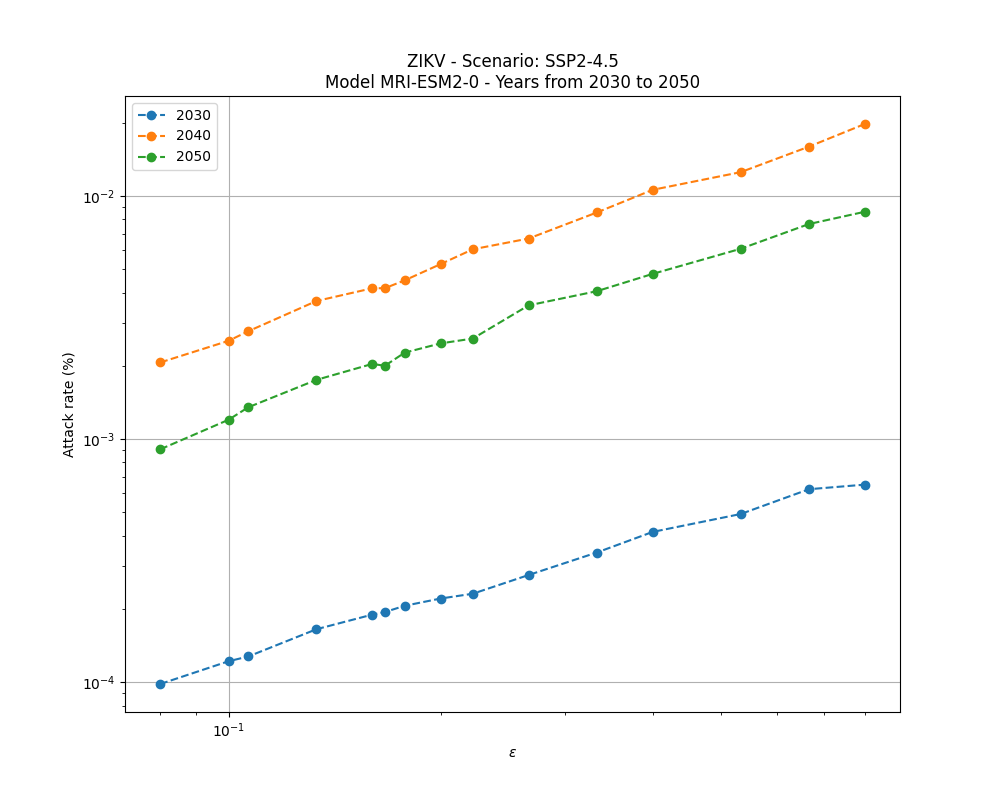 ZIKV - Scenario: SSP2-4.5
Model MRI-ESM2-0 - Years from 2030 to 2050
2030
2040
2050
Attack rate (%)
10⁻²
10⁻³
10⁻⁴
10⁻¹
ε